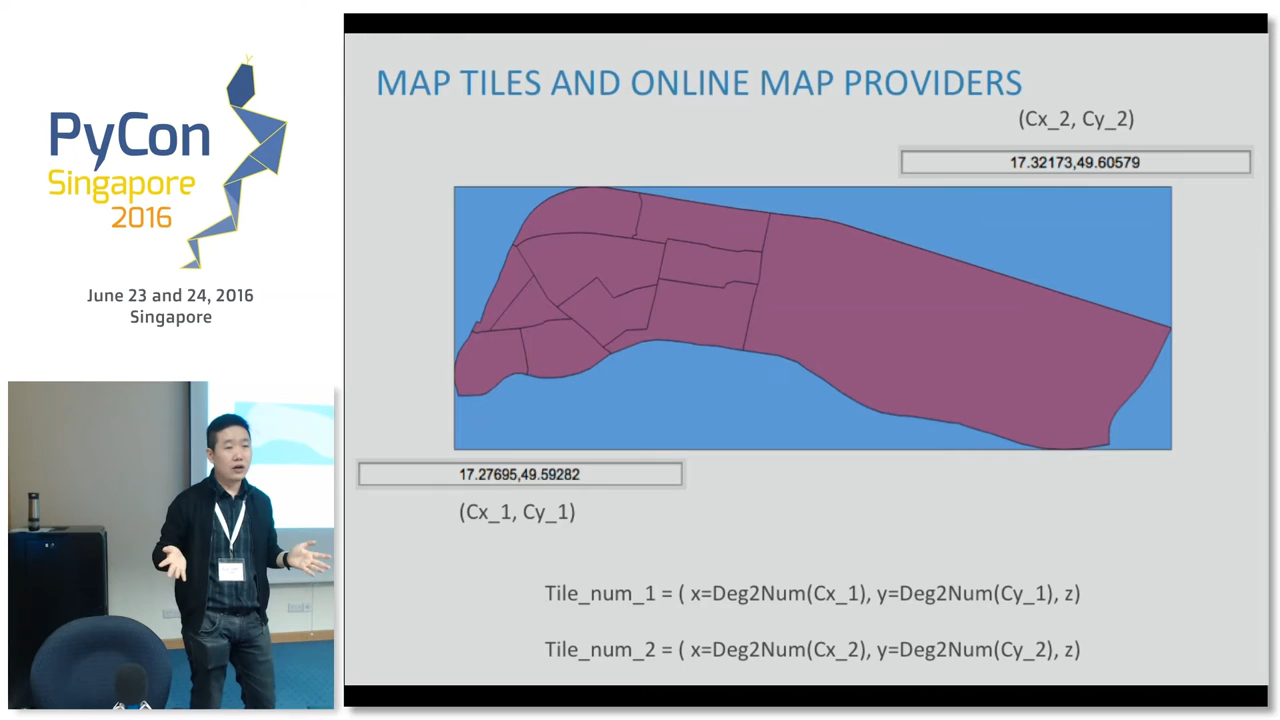 PyCon
Singapore
2016
June 23 and 24, 2016
Singapore
MAP TILES AND ONLINE MAP PROVIDERS
(Cx_2, Cy_2)
17.32173,49.60579
17.27695,49.59282
(Cx_1, Cy_1)
Tile_num_1 = ( x=Deg2Num(Cx_1), y=Deg2Num(Cy_1), z)
Tile_num_2 = ( x=Deg2Num(Cx_2), y=Deg2Num(Cy_2), z)